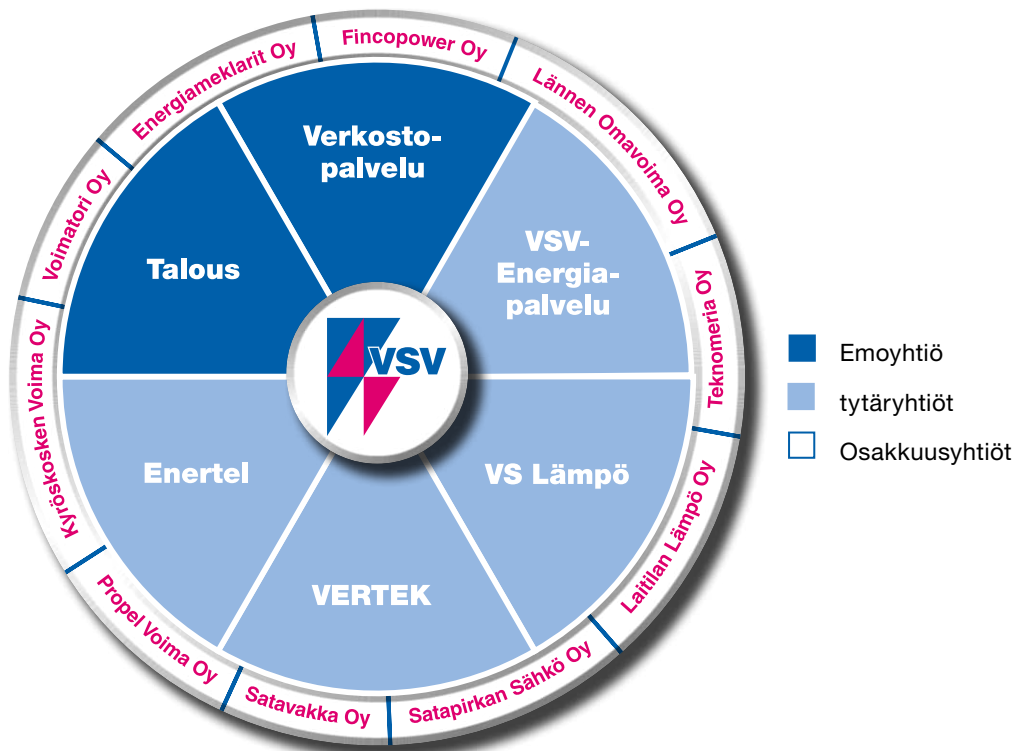 Fincopower Oy
Lännen Omavoima Oy
Teknomeria Oy
Laitilan Lämpö Oy
Satapirkan Sähkö Oy
Satavakka Oy
Propel Voima Oy
Kyröskosken Voima Oy
Voimatori Oy
Energiameklarit Oy
Verkosto-
palvelu
VSV-
Energia-
palvelu
VS Lämpö
VERTEK
Enertel
Talous
VSV
Emoyhtiö
tytäryhtiöt
Osakkuusyhtiöt